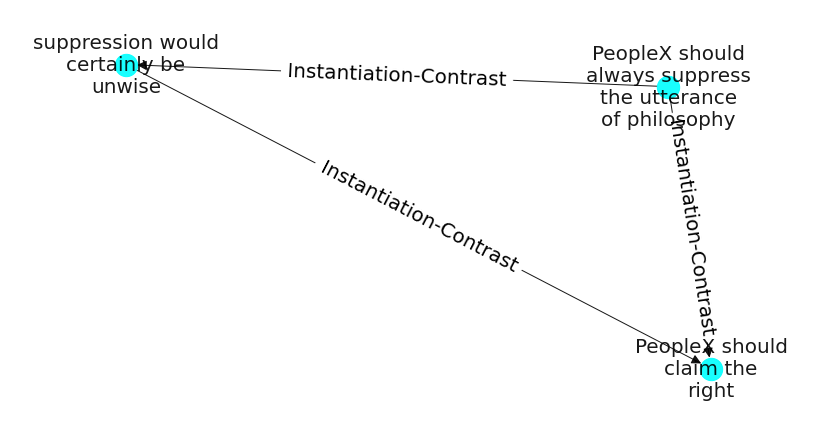 suppression would
certainly be
unwise
Instantiation-Contrast
PeopleX should
always suppress
the utterance
of philosophy
Instantiation-Contrast
Instantiation-Contrast
PeopleX should
claim the
right